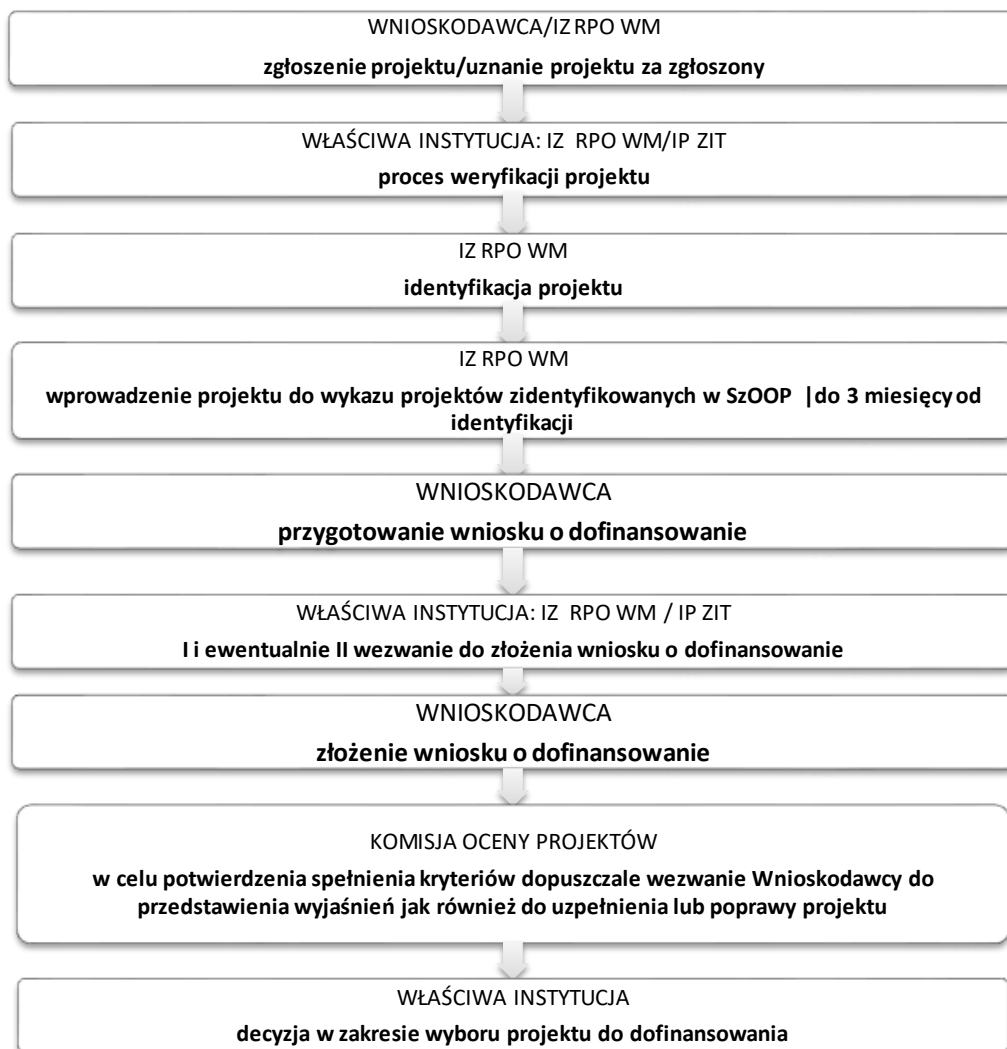 WNIOSKODAWCA/IZ RPO WM
zgłoszenie projektu/uznanie projektu za zgłoszony
WŁAŚCIWA INSTYTUCJA: IZ RPO WM/IP ZIT
proces weryfikacji projektu
IZ RPO WM
identyfikacja projektu
IZ RPO WM
wprowadzenie projektu do wykazu projektów zidentyfikowanych w SzOOP |do 3 miesięcy od
identyfikacji
WNIOSKODAWCA
przygotowanie wniosku o dofinansowanie
WŁAŚCIWA INSTYTUCJA: IZ RPO WM / IP ZIT
I i ewentualnie II wezwanie do złożenia wniosku o dofinansowanie
WNIOSKODAWCA
złożenie wniosku o dofinansowanie
KOMISJA OCENY PROJEKTÓW
w celu potwierdzenia spełnienia kryteriów dopuszczale wezwanie Wnioskodawcy do
przedstawienia wyjaśnień jak również do uzpełnienia lub poprawy projektu
WŁAŚCIWA INSTYTUCJA
decyzja w zakresie wyboru projektu do dofinansowania